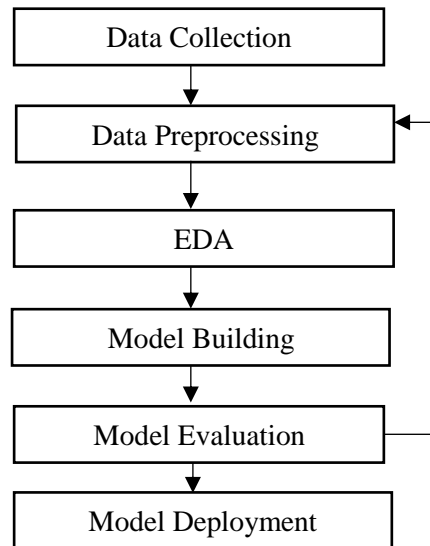 Data Collection
Data Preprocessing
EDA
Model Building
Model Evaluation
Model Deployment